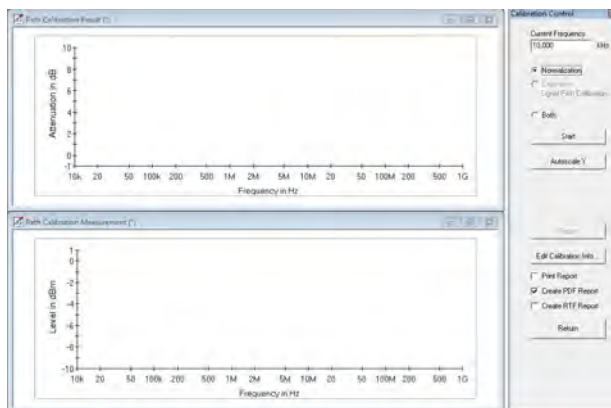 Path Calibration Result (*)
10
8
6
4
2
0
-1
Attenuation in dB
10k 20 50 100k 200 500 1M 2M 5M 10M 20 50 100M 200 500 1G
Frequency in Hz
Path Calibration Measurement (*)
1
0
-2
-4
-6
-8
-10
Level in dBm
10k 20 50 100k 200 500 1M 2M 5M 10M 20 50 100M 200 500 1G
Frequency in Hz
Calibration Control
Current Frequency
10,000 kHz
Normalization
Signal Path Calibration
Both
Start
Autoscale Y
Edit Calibration Info...
Print Report
Create PDF Report
Create RTF Report
Return